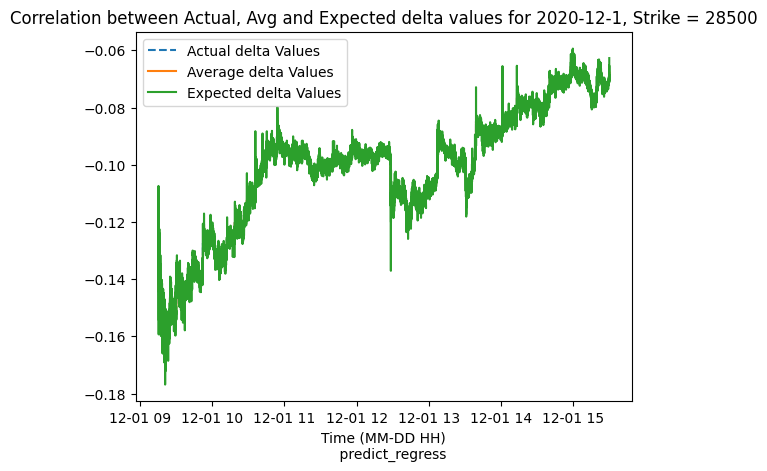 Correlation between Actual, Avg and Expected delta values for 2020-12-1, Strike = 28500
Actual delta Values
Average delta Values
Expected delta Values
−0.06
−0.08
−0.10
−0.12
−0.14
−0.16
−0.18
12-01 09 12-01 10 12-01 11 12-01 12 12-01 13 12-01 14 12-01 15
Time (MM-DD HH)
predict_regress